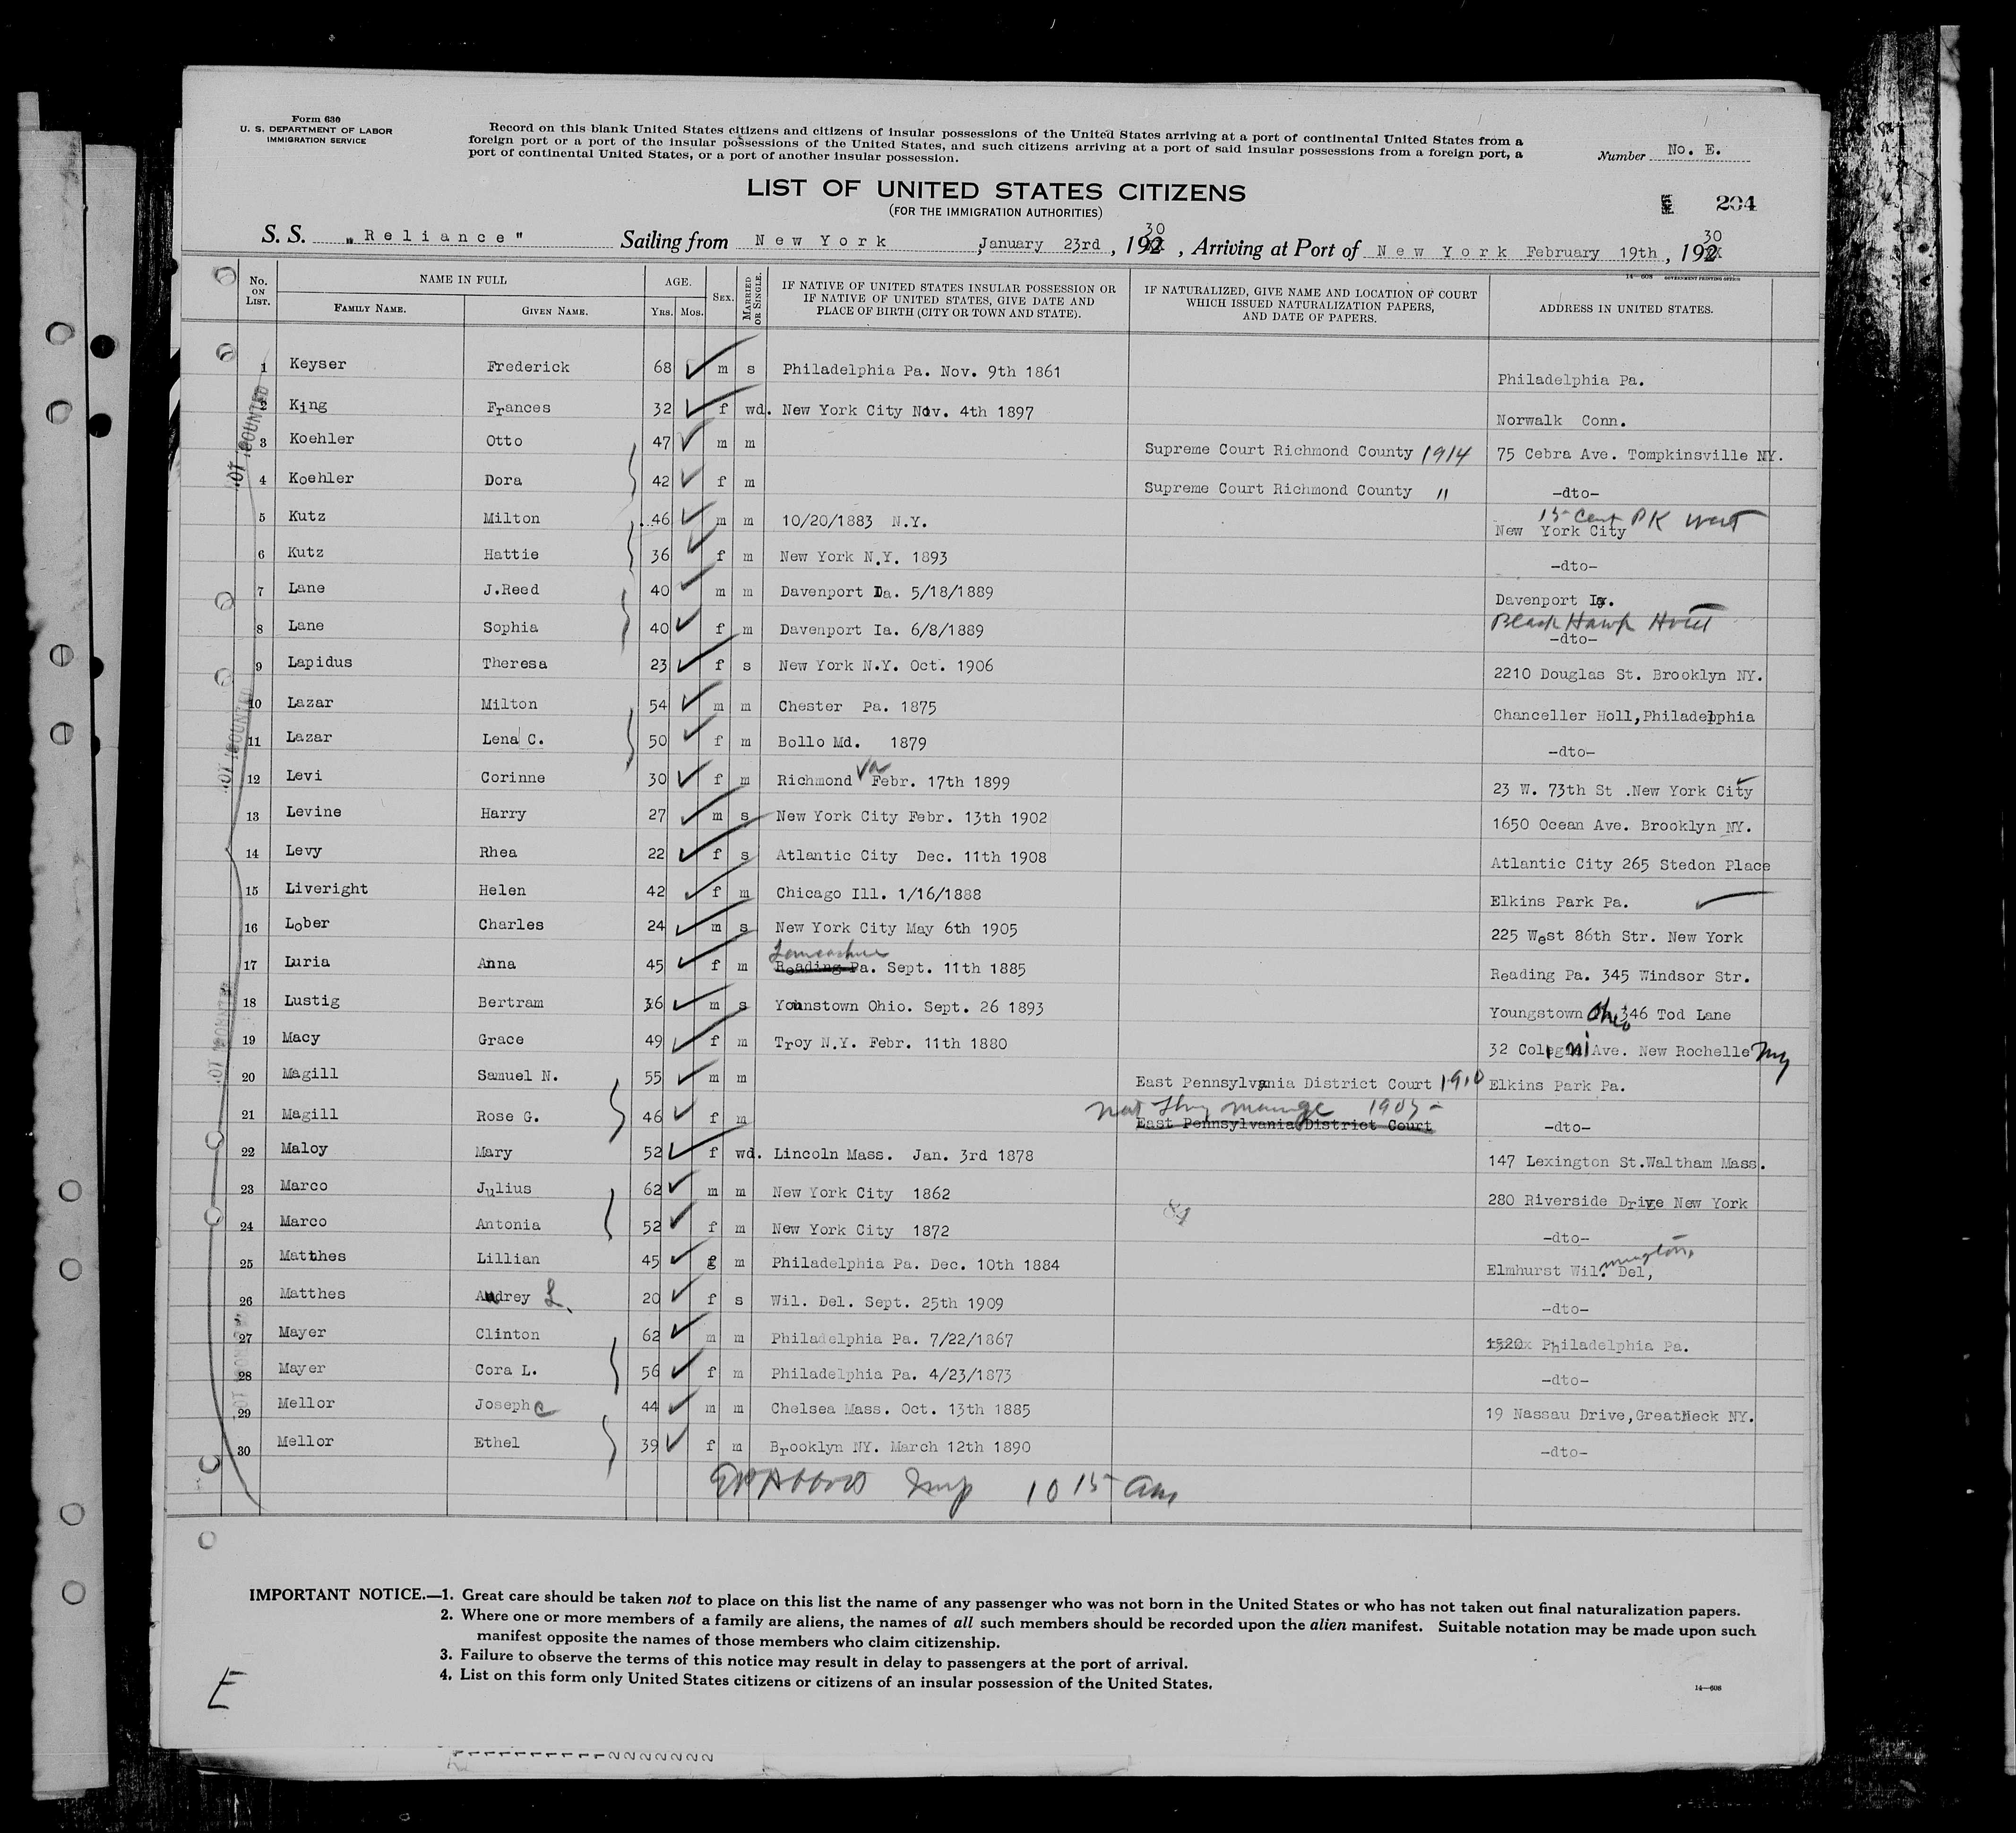 Form 630
U. S. DEPARTMENT OF LABOR
IMMIGRATION SERVICE
Record on this blank United States citizens and citizens of insular possessions of the United States arriving at a port of continental United States from a
foreign port or a port of the insular possessions of the United States, and such citizens arriving at a port of said insular possessions from a foreign port, a
port of continental United States, or a port of another insular possession.
Number No. E.
LIST OF UNITED STATES CITIZENS
(FOR THE IMMIGRATION AUTHORITIES)
E 204
S. S. "Reliance" Sailing from New York, January 23rd, 1930, Arriving at Port of New York February 19th, 1930
14—608 GOVERNMENT PRINTING OFFICE
No. ON LIST. NAME IN FULL FAMILY NAME. GIVEN NAME. AGE. YRS. MOS. SEX. MARRIED OR SINGLE. IF NATIVE OF UNITED STATES INSULAR POSSESSION OR IF NATIVE OF UNITED STATES, GIVE DATE AND PLACE OF BIRTH (CITY OR TOWN AND STATE). IF NATURALIZED, GIVE NAME AND LOCATION OF COURT WHICH ISSUED NATURALIZATION PAPERS, AND DATE OF PAPERS. ADDRESS IN UNITED STATES.
1 Keyser Frederick 68 m s Philadelphia Pa. Nov. 9th 1861 Philadelphia Pa.
2 King Frances 32 f wd. New York City Nov. 4th 1897 Norwalk Conn.
3 Koehler Otto 47 m m Supreme Court Richmond County 1914 75 Cebra Ave. Tompkinsville NY.
4 Koehler Dora 42 f m Supreme Court Richmond County " -dto-
5 Kutz Milton 46 m m 10/20/1883 N.Y. 15 Cent PK West New York City
6 Kutz Hattie 36 f m New York N.Y. 1893 -dto-
7 Lane J.Reed 40 m m Davenport Ia. 5/18/1889 Davenport Ia.
8 Lane Sophia 40 f m Davenport Ia. 6/8/1889 Black Hawk Hotel -dto-
9 Lapidus Theresa 23 f s New York N.Y. Oct. 1906 2210 Douglas St. Brooklyn NY.
10 Lazar Milton 54 m m Chester Pa. 1875 Chanceller Holl,Philadelphia
11 Lazar Lena C. 50 f m Bollo Md. 1879 -dto-
12 Levi Corinne 30 f m Richmond Va Febr. 17th 1899 23 W. 73th St .New York City
13 Levine Harry 27 m s New York City Febr. 13th 1902 1650 Ocean Ave. Brooklyn NY.
14 Levy Rhea 22 f s Atlantic City Dec. 11th 1908 Atlantic City 265 Stedon Place
15 Liveright Helen 42 f m Chicago Ill. 1/16/1888 Elkins Park Pa.
16 Lober Charles 24 m s New York City May 6th 1905 225 West 86th Str. New York
17 Luria Anna 45 f m Reading Pa. Sept. 11th 1885 Reading Pa. 345 Windsor Str.
18 Lustig Bertram 36 m s Younstown Ohio. Sept. 26 1893 Youngstown Ohio 346 Tod Lane
19 Macy Grace 49 f m Troy N.Y. Febr. 11th 1880 32 Ave. New Rochelle NY
20 Magill Samuel N. 55 m m East Pennsylvania District Court 1910 Elkins Park Pa.
21 Magill Rose G. 46 f m Nat Thru marriage 1905 - East Pennsylvania District Court -dto-
22 Maloy Mary 52 f wd. Lincoln Mass. Jan. 3rd 1878 147 Lexington St.Waltham Mass.
23 Marco Julius 62 m m New York City 1862 280 Riverside Drive New York
24 Marco Antonia 52 f m New York City 1872 -dto-
25 Matthes Lillian 45 f m Philadelphia Pa. Dec. 10th 1884 Elmhurst Wilmington, Del,
26 Matthes Audrey L. 20 f s Wil. Del. Sept. 25th 1909 -dto-
27 Mayer Clinton 62 m m Philadelphia Pa. 7/22/1867 1520 Philadelphia Pa.
28 Mayer Cora L. 56 f m Philadelphia Pa. 4/23/1873 -dto-
29 Mellor Joseph C 44 m m Chelsea Mass. Oct. 13th 1885 19 Nassau Drive,GreatNeck NY.
30 Mellor Ethel 39 f m Brooklyn NY. March 12th 1890 -dto-
Insp 10 15 am
IMPORTANT NOTICE.—1. Great care should be taken not to place on this list the name of any passenger who was not born in the United States or who has not taken out final naturalization papers.
2. Where one or more members of a family are aliens, the names of all such members should be recorded upon the alien manifest. Suitable notation may be made upon such
manifest opposite the names of those members who claim citizenship.
3. Failure to observe the terms of this notice may result in delay to passengers at the port of arrival.
4. List on this form only United States citizens or citizens of an insular possession of the United States.
14—608
E